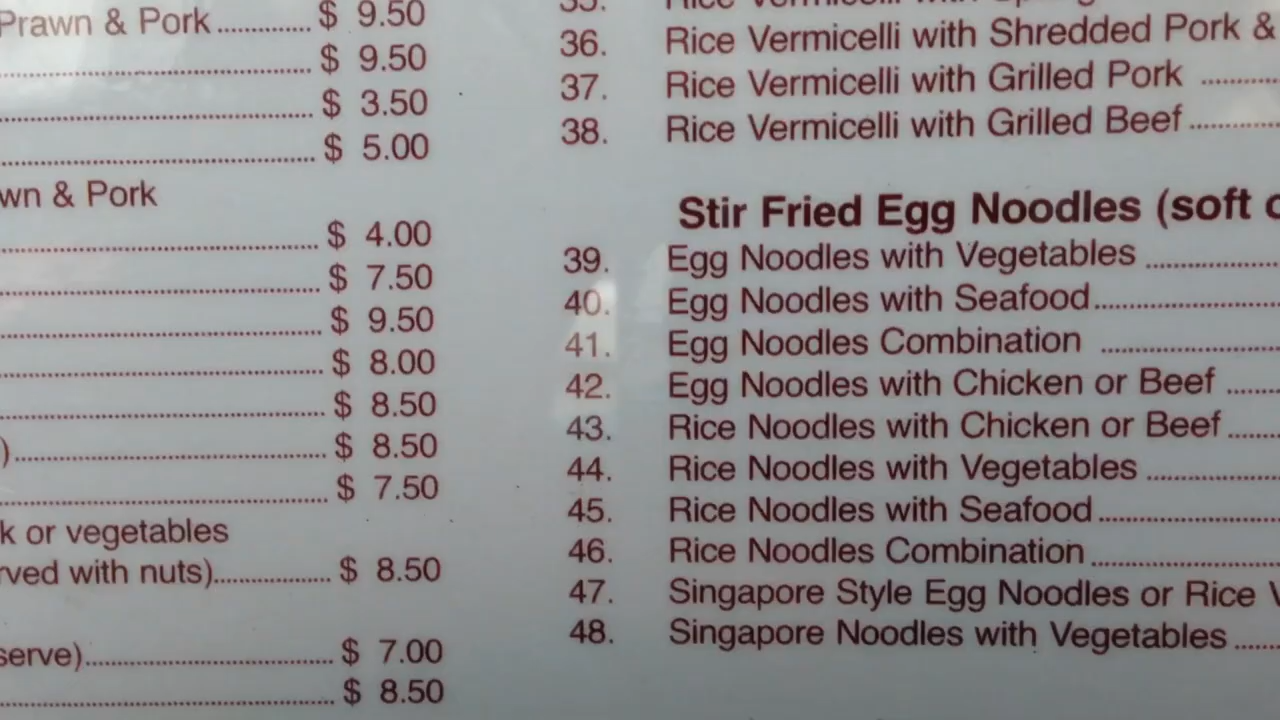 Prawn & Pork.............. $ 9.50
$ 9.50
$ 3.50
$ 5.00
& Pork
$ 4.00
$ 7.50
$ 9.50
$ 8.00
$ 8.50
)..................... $ 8.50
$ 7.50
or vegetables
with nuts).................. $ 8.50
serve)........................ $ 7.00
$ 8.50
36. Rice Vermicelli with Shredded Pork &
37. Rice Vermicelli with Grilled Pork ..........
38. Rice Vermicelli with Grilled Beef ..........
Stir Fried Egg Noodles (soft
39. Egg Noodles with Vegetables ..........
40. Egg Noodles with Seafood..........
41. Egg Noodles Combination ..........
42. Egg Noodles with Chicken or Beef ......
43. Rice Noodles with Chicken or Beef ......
44. Rice Noodles with Vegetables ..........
45. Rice Noodles with Seafood ..........
46. Rice Noodles Combination ..........
47. Singapore Style Egg Noodles or Rice
48. Singapore Noodles with Vegetables ......